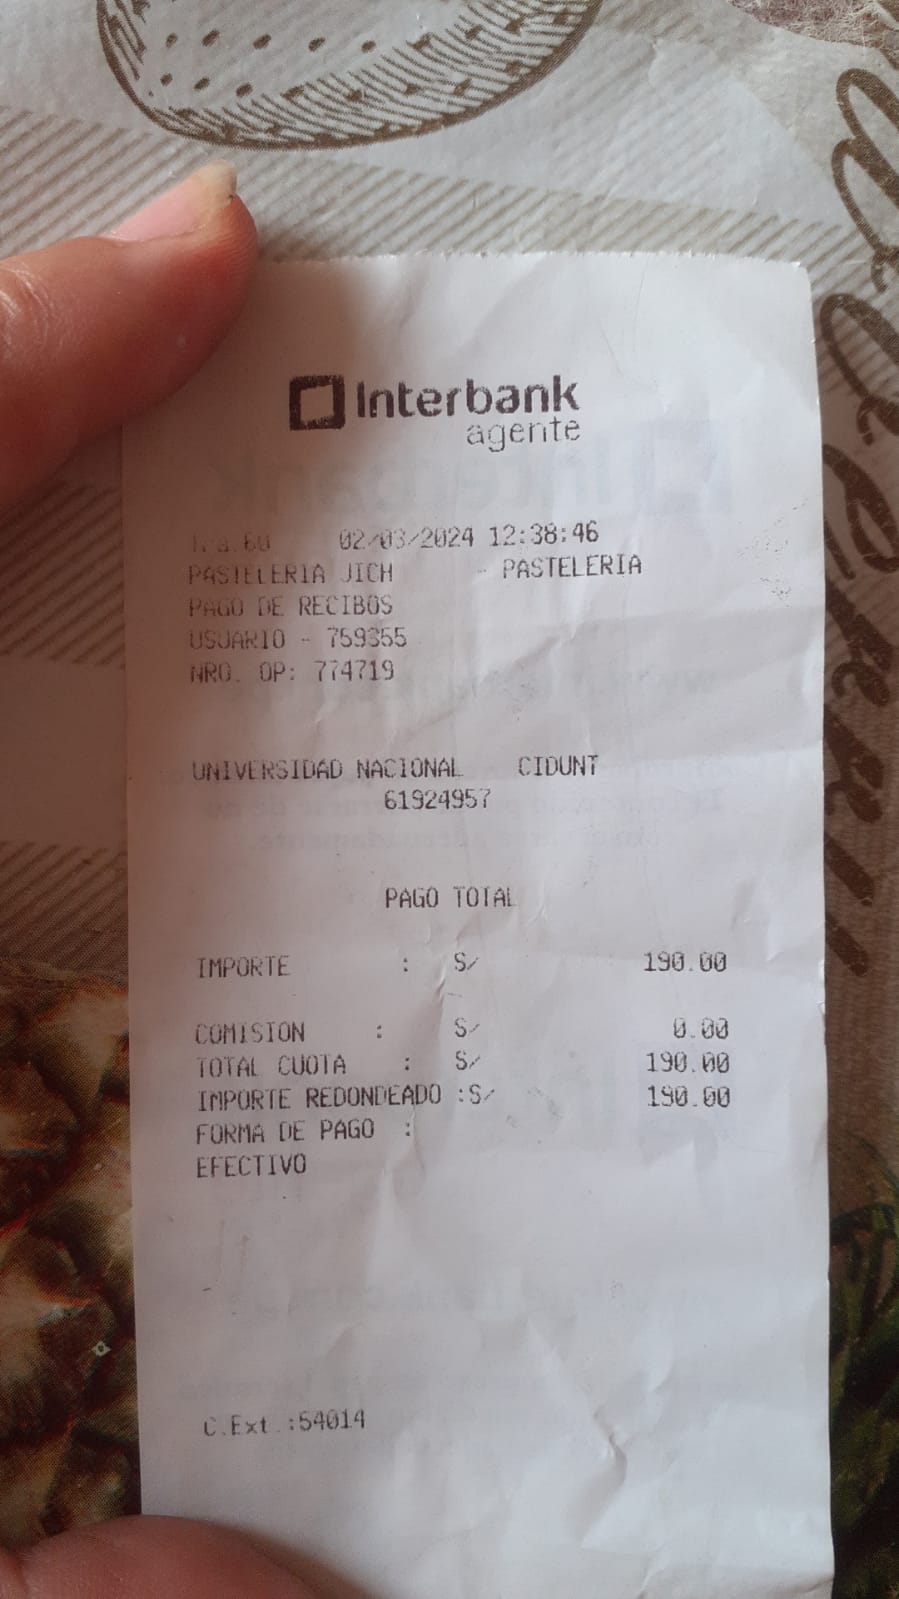 Interbank
agente
02/03/2024 12:38:46
PASTELERIA JICH - PASTELERIA
PAGO DE RECIBOS
USUARIO - 759355
NRO. OP: 774719
UNIVERSIDAD NACIONAL CIDUNT
61924957
PAGO TOTAL
IMPORTE : S/ 190.00
COMISION : S/ 0.00
TOTAL CUOTA : S/ 190.00
IMPORTE REDONDEADO :S/ 190.00
FORMA DE PAGO :
EFECTIVO
C.Ext.:54014